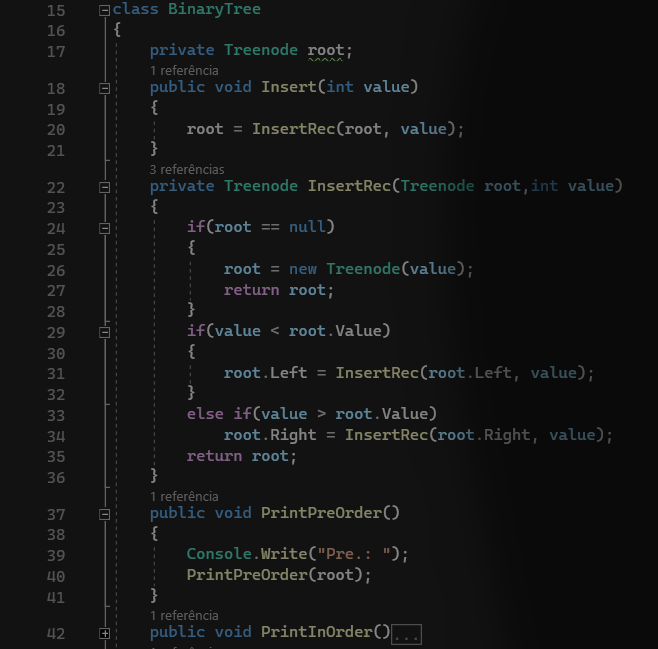 15 class BinaryTree
16 {
17 private Treenode root;
1 referência
18 public void Insert(int value)
19 {
20 root = InsertRec(root, value);
21 }
3 referências
22 private Treenode InsertRec(Treenode root,int value)
23 {
24 if(root == null)
25 {
26 root = new Treenode(value);
27 return root;
28 }
29 if(value < root.Value)
30 {
31 root.Left = InsertRec(root.Left, value);
32 }
33 else if(value > root.Value)
34 root.Right = InsertRec(root.Right, value);
35 return root;
36 }
1 referência
37 public void PrintPreOrder()
38 {
39 Console.Write("Pre.: ");
40 PrintPreOrder(root);
41 }
1 referência
42 public void PrintInOrder()...